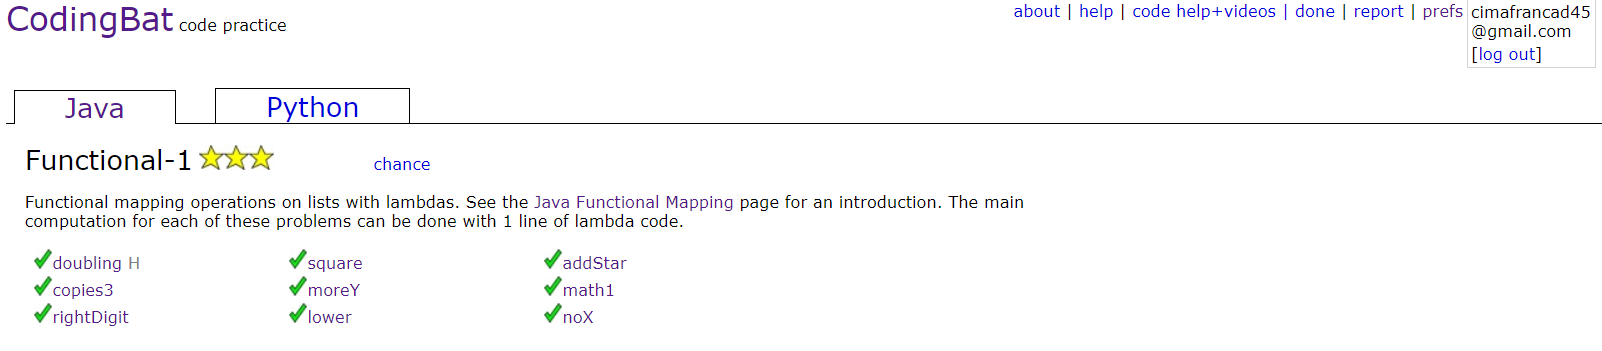 CodingBat code practice
about | help | code help+videos | done | report | prefs
cimafrancad45
@gmail.com
[log out]
Java
Python
Functional-1
chance
Functional mapping operations on lists with lambdas. See the Java Functional Mapping page for an introduction. The main
computation for each of these problems can be done with 1 line of lambda code.
doubling H square addStar
copies3 moreY math1
rightDigit lower noX